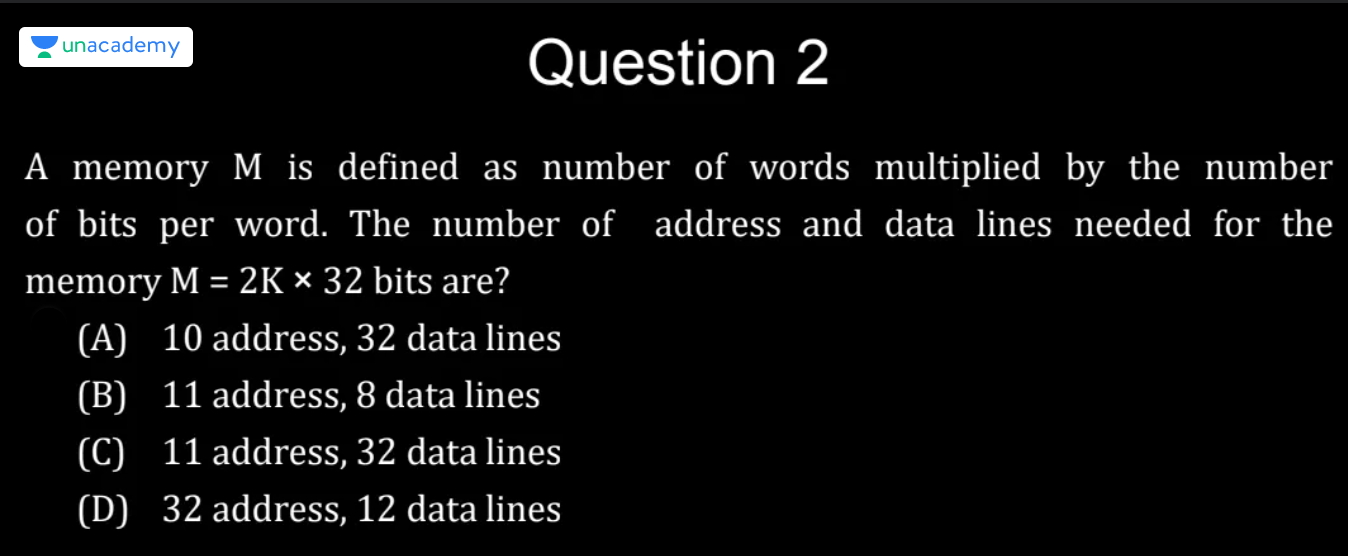 unacademy
Question 2
A memory M is defined as number of words multiplied by the number
of bits per word. The number of address and data lines needed for the
memory M = 2K × 32 bits are?
(A) 10 address, 32 data lines
(B) 11 address, 8 data lines
(C) 11 address, 32 data lines
(D) 32 address, 12 data lines